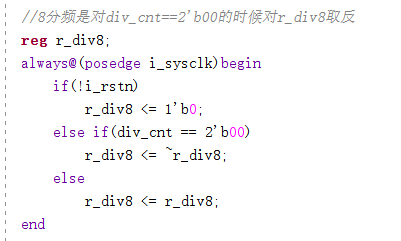 //8分频是对div_cnt==2'b00的时候对r_div8取反
reg r_div8;
always@(posedge i_sysclk)begin
    if(!i_rstn)
        r_div8 <= 1'b0;
    else if(div_cnt == 2'b00)
        r_div8 <= ~r_div8;
    else
        r_div8 <= r_div8;
end